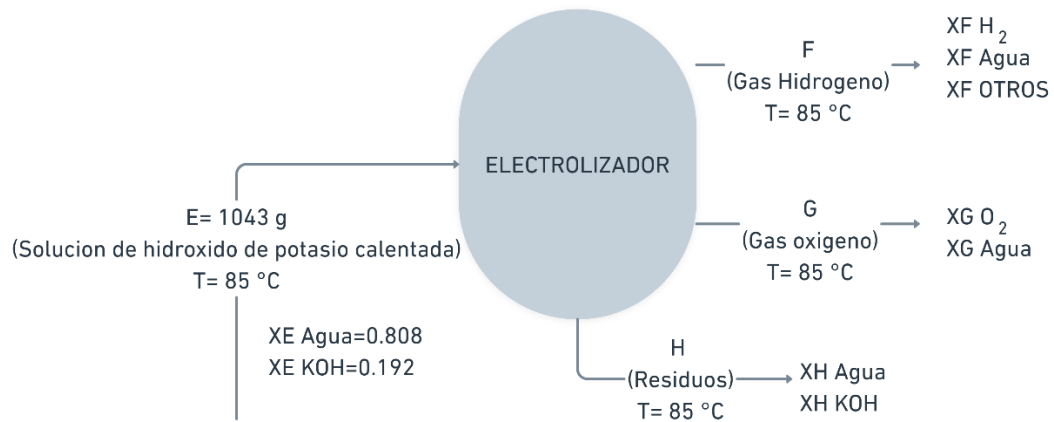 E= 1043 g
(Solucion de hidroxido de potasio calentada)
T= 85 °C
XE Agua=0.808
XE KOH=0.192
ELECTROLIZADOR
F
(Gas Hidrogeno)
T= 85 °C
XF H₂
XF Agua
XF OTROS
G
(Gas oxigeno)
T= 85 °C
XG O₂
XG Agua
H
(Residuos)
T= 85 °C
XH Agua
XH KOH